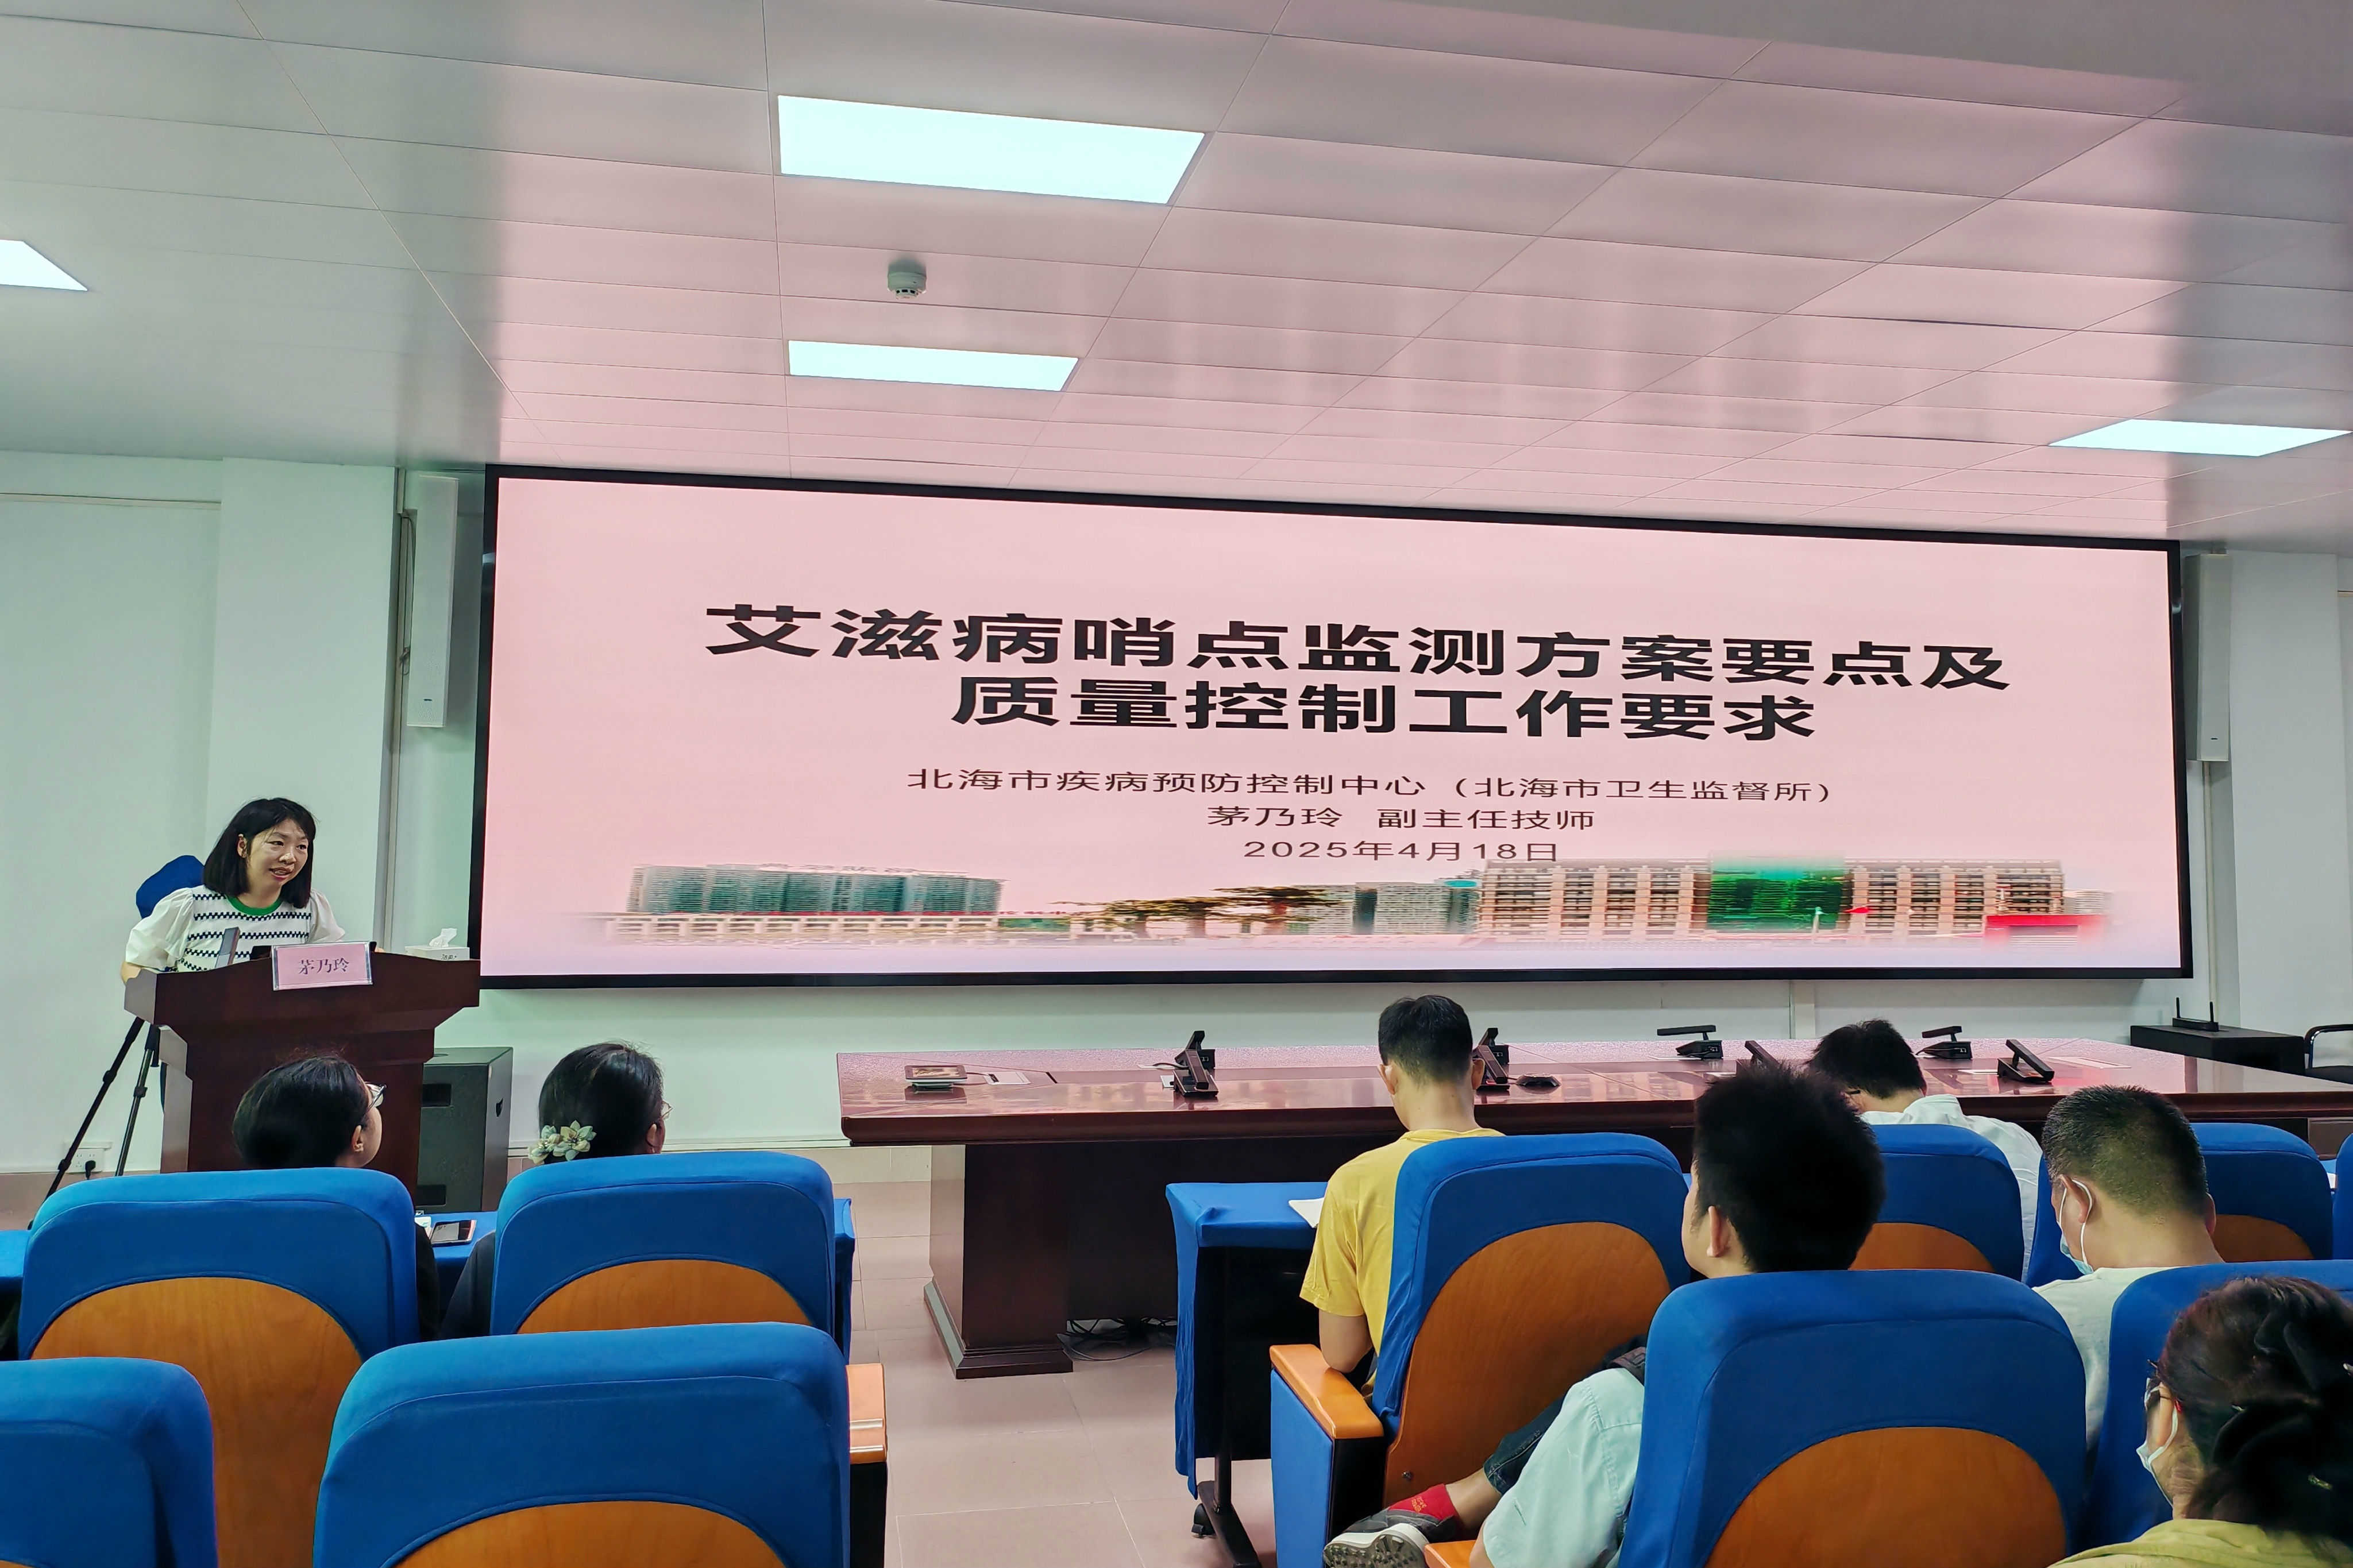 艾滋病哨点监测方案要点及
质量控制工作要求
北海市疾病预防控制中心（北海市卫生监督所）
茅乃玲 副主任技师
2025年4月18日
茅乃玲